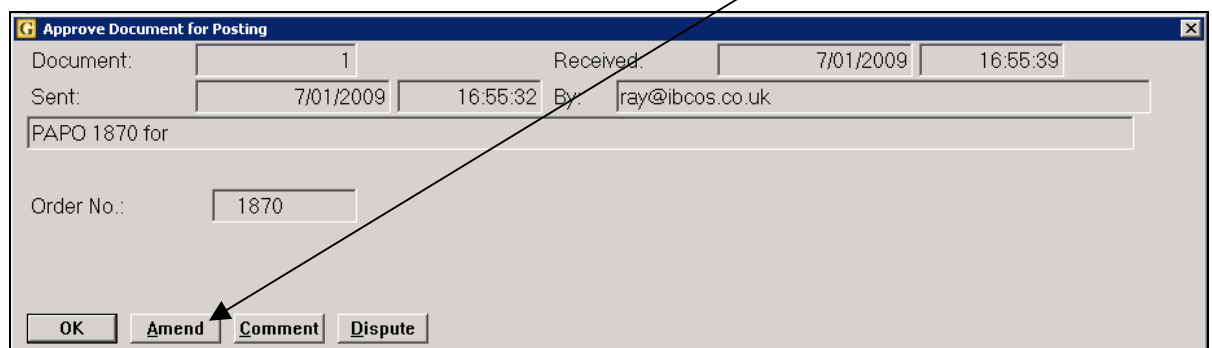 G Approve Document for Posting
Document: 1 Received: 7/01/2009 16:55:39
Sent: 7/01/2009 16:55:32 By: ray@ibcos.co.uk
PAPO 1870 for
Order No.: 1870
OK Amend Comment Dispute